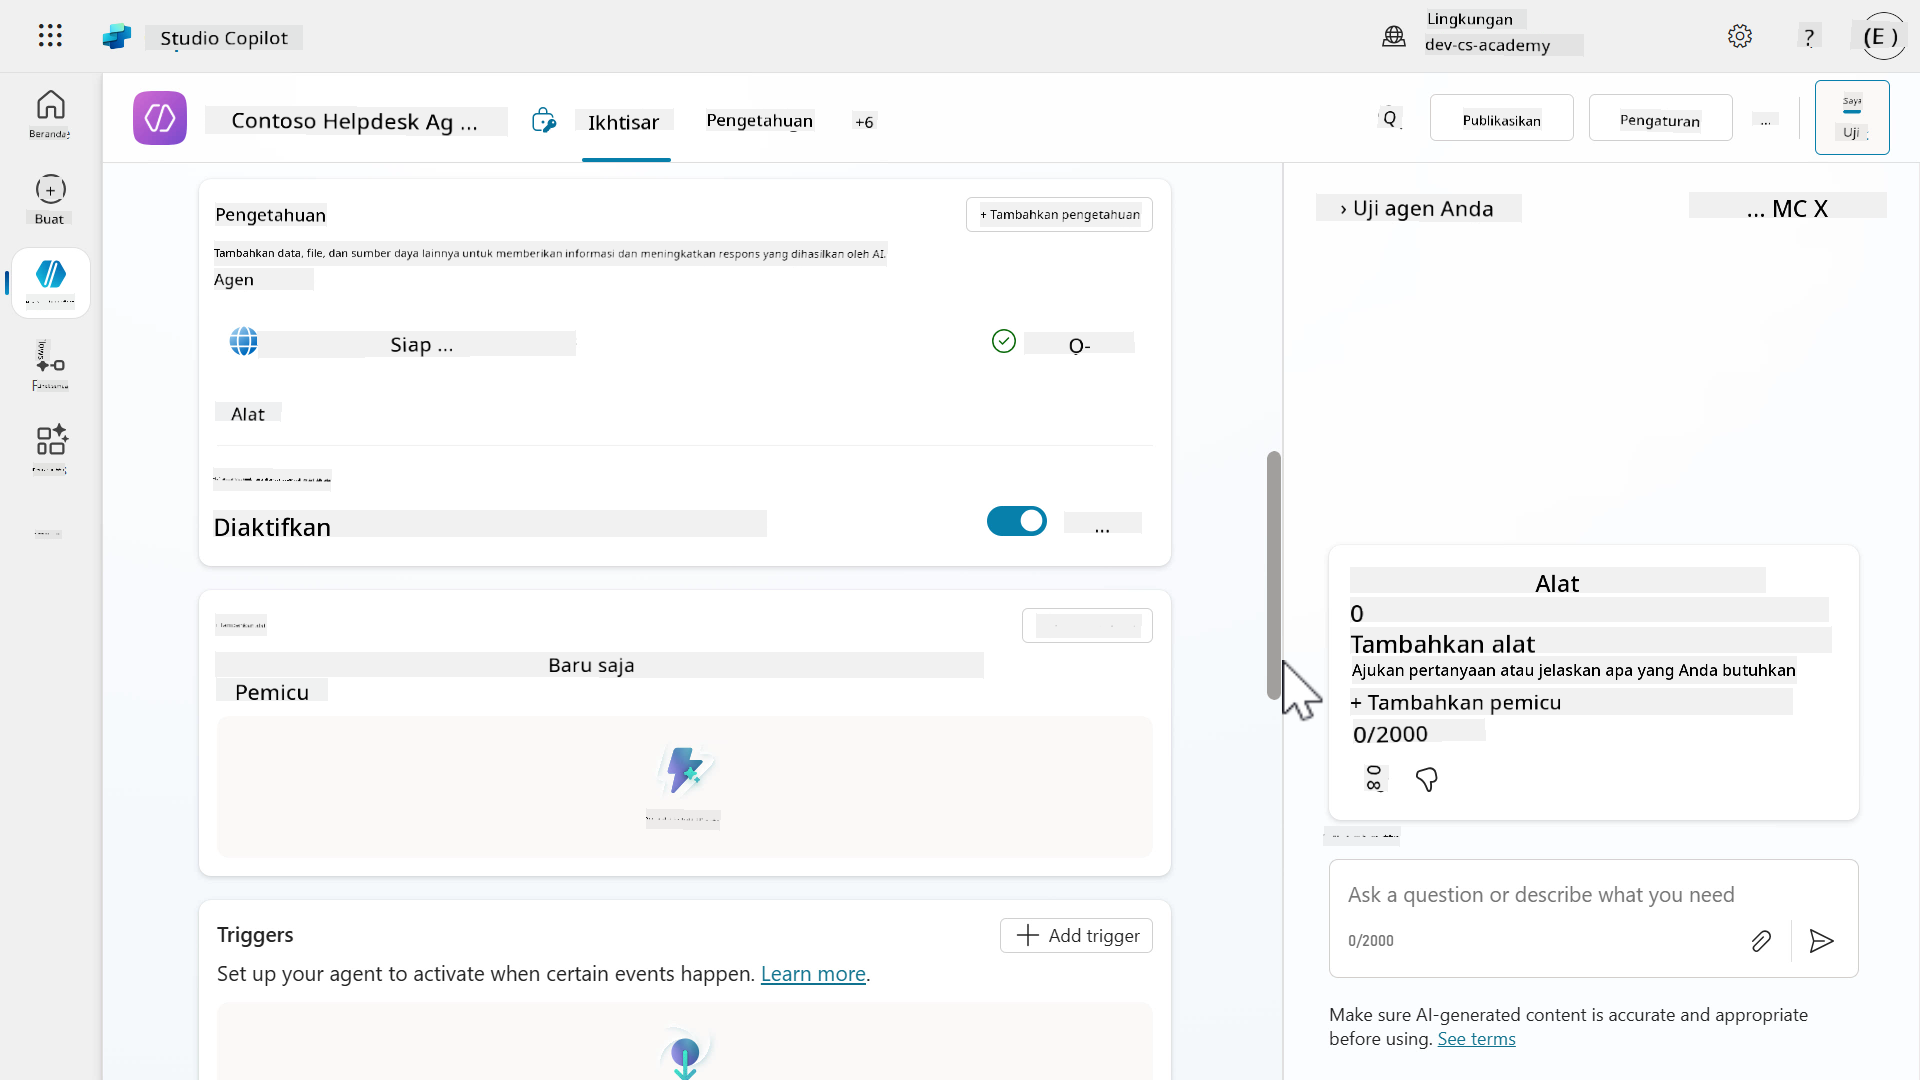 Studio Copilot
Lingkungan
dev-cs-academy
?
(E )
Beranda
Buat
Contoso Helpdesk Ag ...
Ikhtisar
Pengetahuan
+6
Q
Publikasikan
Pengaturan
...
Saya
Uji
Pengetahuan
+ Tambahkan pengetahuan
Tambahkan data, file, dan sumber daya lainnya untuk memberikan informasi dan meningkatkan respons yang dihasilkan oleh AI.
Agen
Siap ...
Q-
Alat
Diaktifkan
...
Baru saja
Pemicu
Triggers
Add trigger
Set up your agent to activate when certain events happen. Learn more.
› Uji agen Anda
... MC X
Alat
0
Tambahkan alat
Ajukan pertanyaan atau jelaskan apa yang Anda butuhkan
+ Tambahkan pemicu
0/2000
Ask a question or describe what you need
0/2000
Make sure AI-generated content is accurate and appropriate
before using. See terms